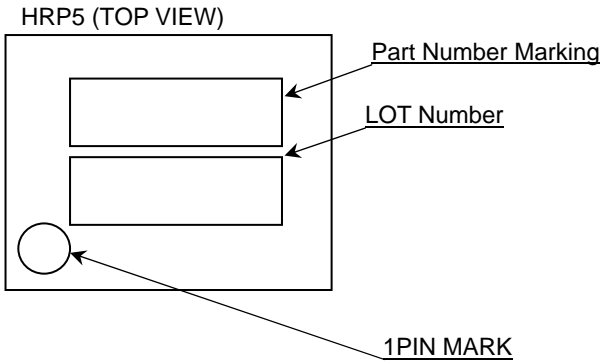 HRP5 (TOP VIEW)
Part Number Marking
LOT Number
1PIN MARK